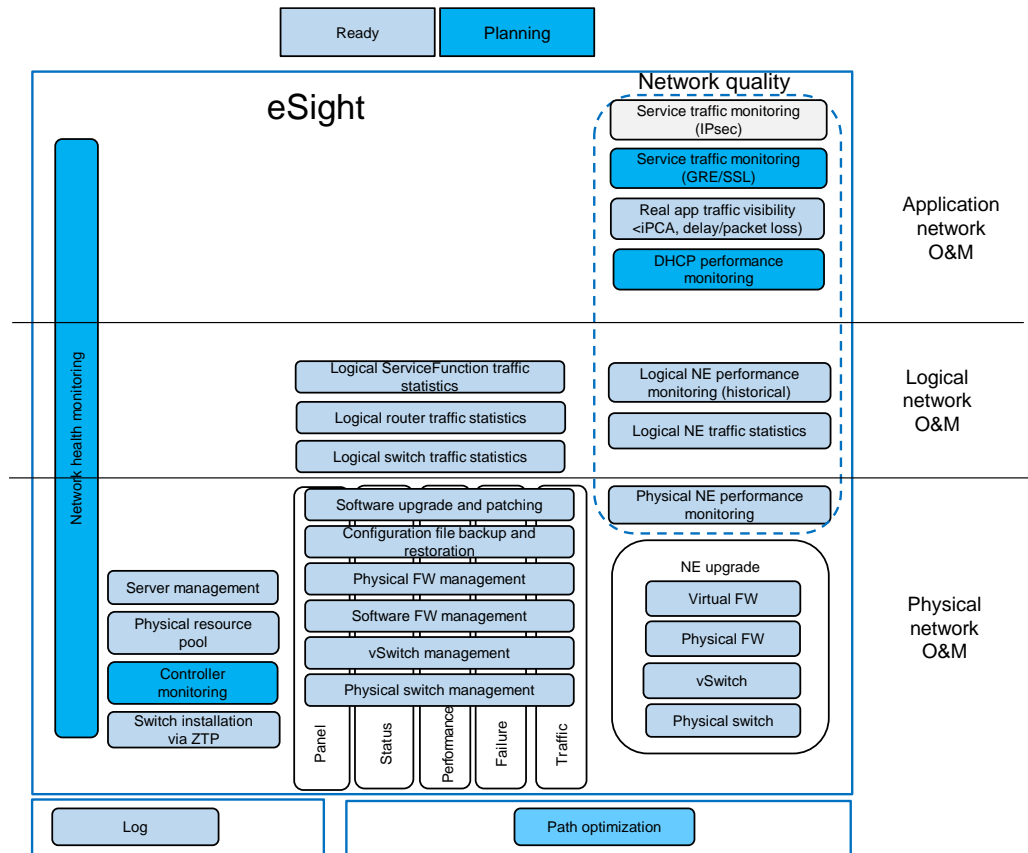 Ready
Planning
eSight
Network quality
Service traffic monitoring
(IPsec)
Service traffic monitoring
(GRE/SSL)
Real app traffic visibility
<iPCA, delay/packet loss)
DHCP performance
monitoring
Application
network
O&M
Network health monitoring
Logical ServiceFunction traffic
statistics
Logical router traffic statistics
Logical switch traffic statistics
Logical NE performance
monitoring (historical)
Logical NE traffic statistics
Logical
network
O&M
Server management
Physical resource
pool
Controller
monitoring
Switch installation
via ZTP
Software upgrade and patching
Configuration file backup and
restoration
Physical FW management
Software FW management
vSwitch management
Physical switch management
Panel
Status
Performance
Failure
Traffic
Physical NE performance
monitoring
NE upgrade
Virtual FW
Physical FW
vSwitch
Physical switch
Physical
network
O&M
Log
Path optimization